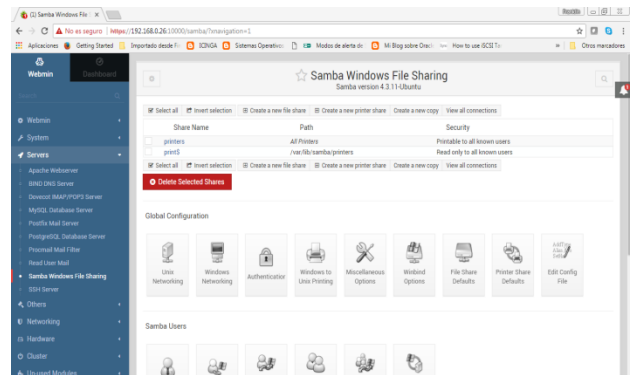 (1) Samba Windows File
No es seguro https://192.168.0.26:10000/samba/?xnavigation=1
Aplicaciones Getting Started Importado desde Fi ICINGA Sistemas Operativo Modos de alerta de Mi Blog sobre Oracl How to use iSCSI Ta » Otros marcadores
Webmin Dashboard
Search
Webmin
System
Servers
Apache Webserver
BIND DNS Server
Dovecot IMAP/POP3 Server
MySQL Database Server
Postfix Mail Server
PostgreSQL Database Server
Procmail Mail Filter
Read User Mail
Samba Windows File Sharing
SSH Server
Others
Networking
Hardware
Cluster
Un-used Modules
Samba Windows File Sharing
Samba version 4.3.11-Ubuntu
Select all Invert selection Create a new file share Create a new printer share Create a new copy View all connections
Share Name Path Security
printers All Printers Printable to all known users
print$ /var/lib/samba/printers Read only to all known users
Select all Invert selection Create a new file share Create a new printer share Create a new copy View all connections
Delete Selected Shares
Global Configuration
Unix Networking
Windows Networking
Authentication
Windows to Unix Printing
Miscellaneous Options
Winbind Options
File Share Defaults
Printer Share Defaults
Edit Config File
Samba Users